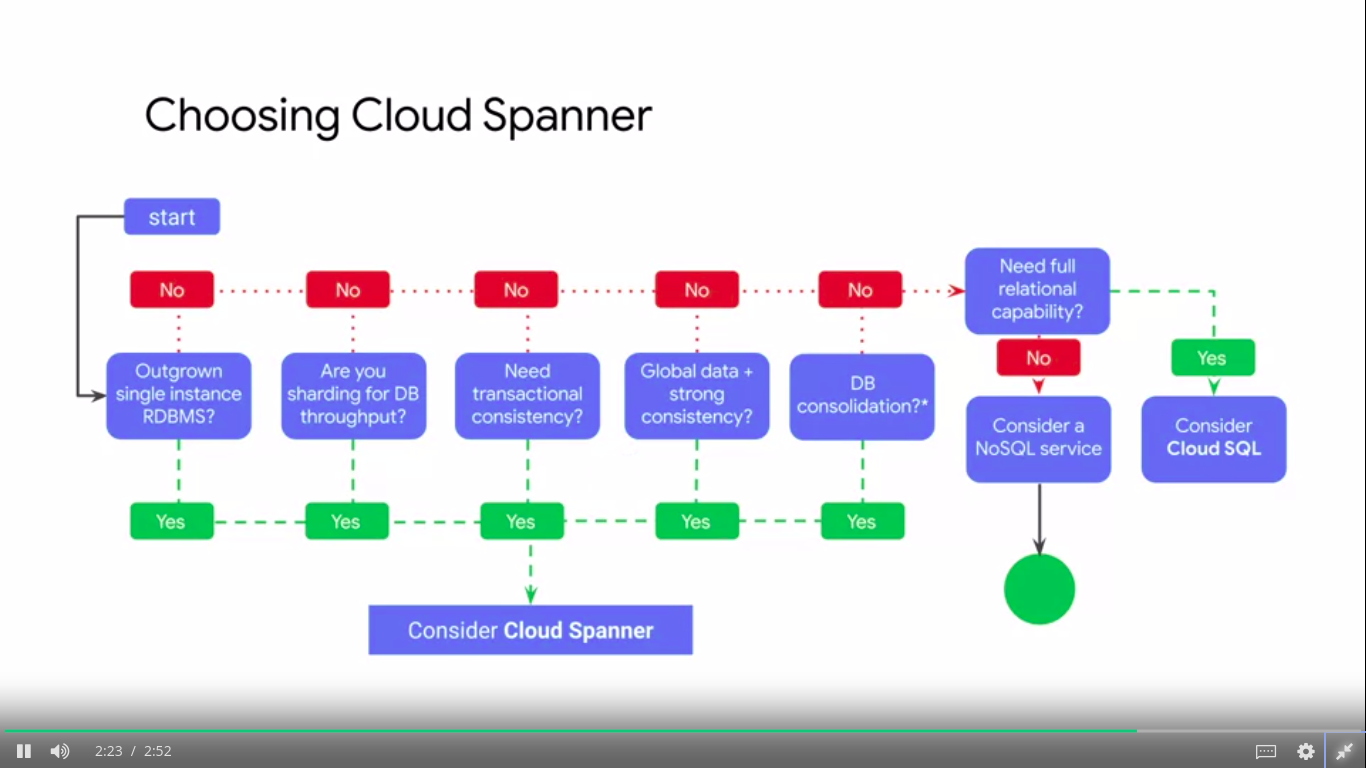 Choosing Cloud Spanner
start
No
No
No
No
No
Need full
relational
capability?
No
Yes
Outgrown
single instance
RDBMS?
Are you
sharding for DB
throughput?
Need
transactional
consistency?
Global data +
strong
consistency?
DB
consolidation?*
Consider a
NoSQL service
Consider
Cloud SQL
Yes
Yes
Yes
Yes
Yes
Consider Cloud Spanner
2:23 / 2:52